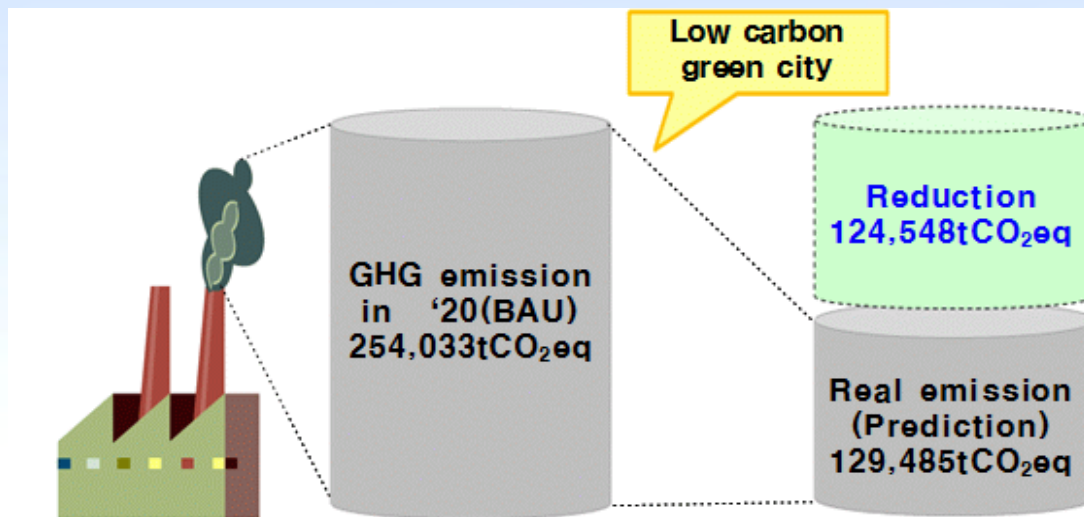 Low carbon
green city
GHG emission
in ‘20(BAU)
254,033tCO₂eq
Reduction
124,548tCO₂eq
Real emission
(Prediction)
129,485tCO₂eq